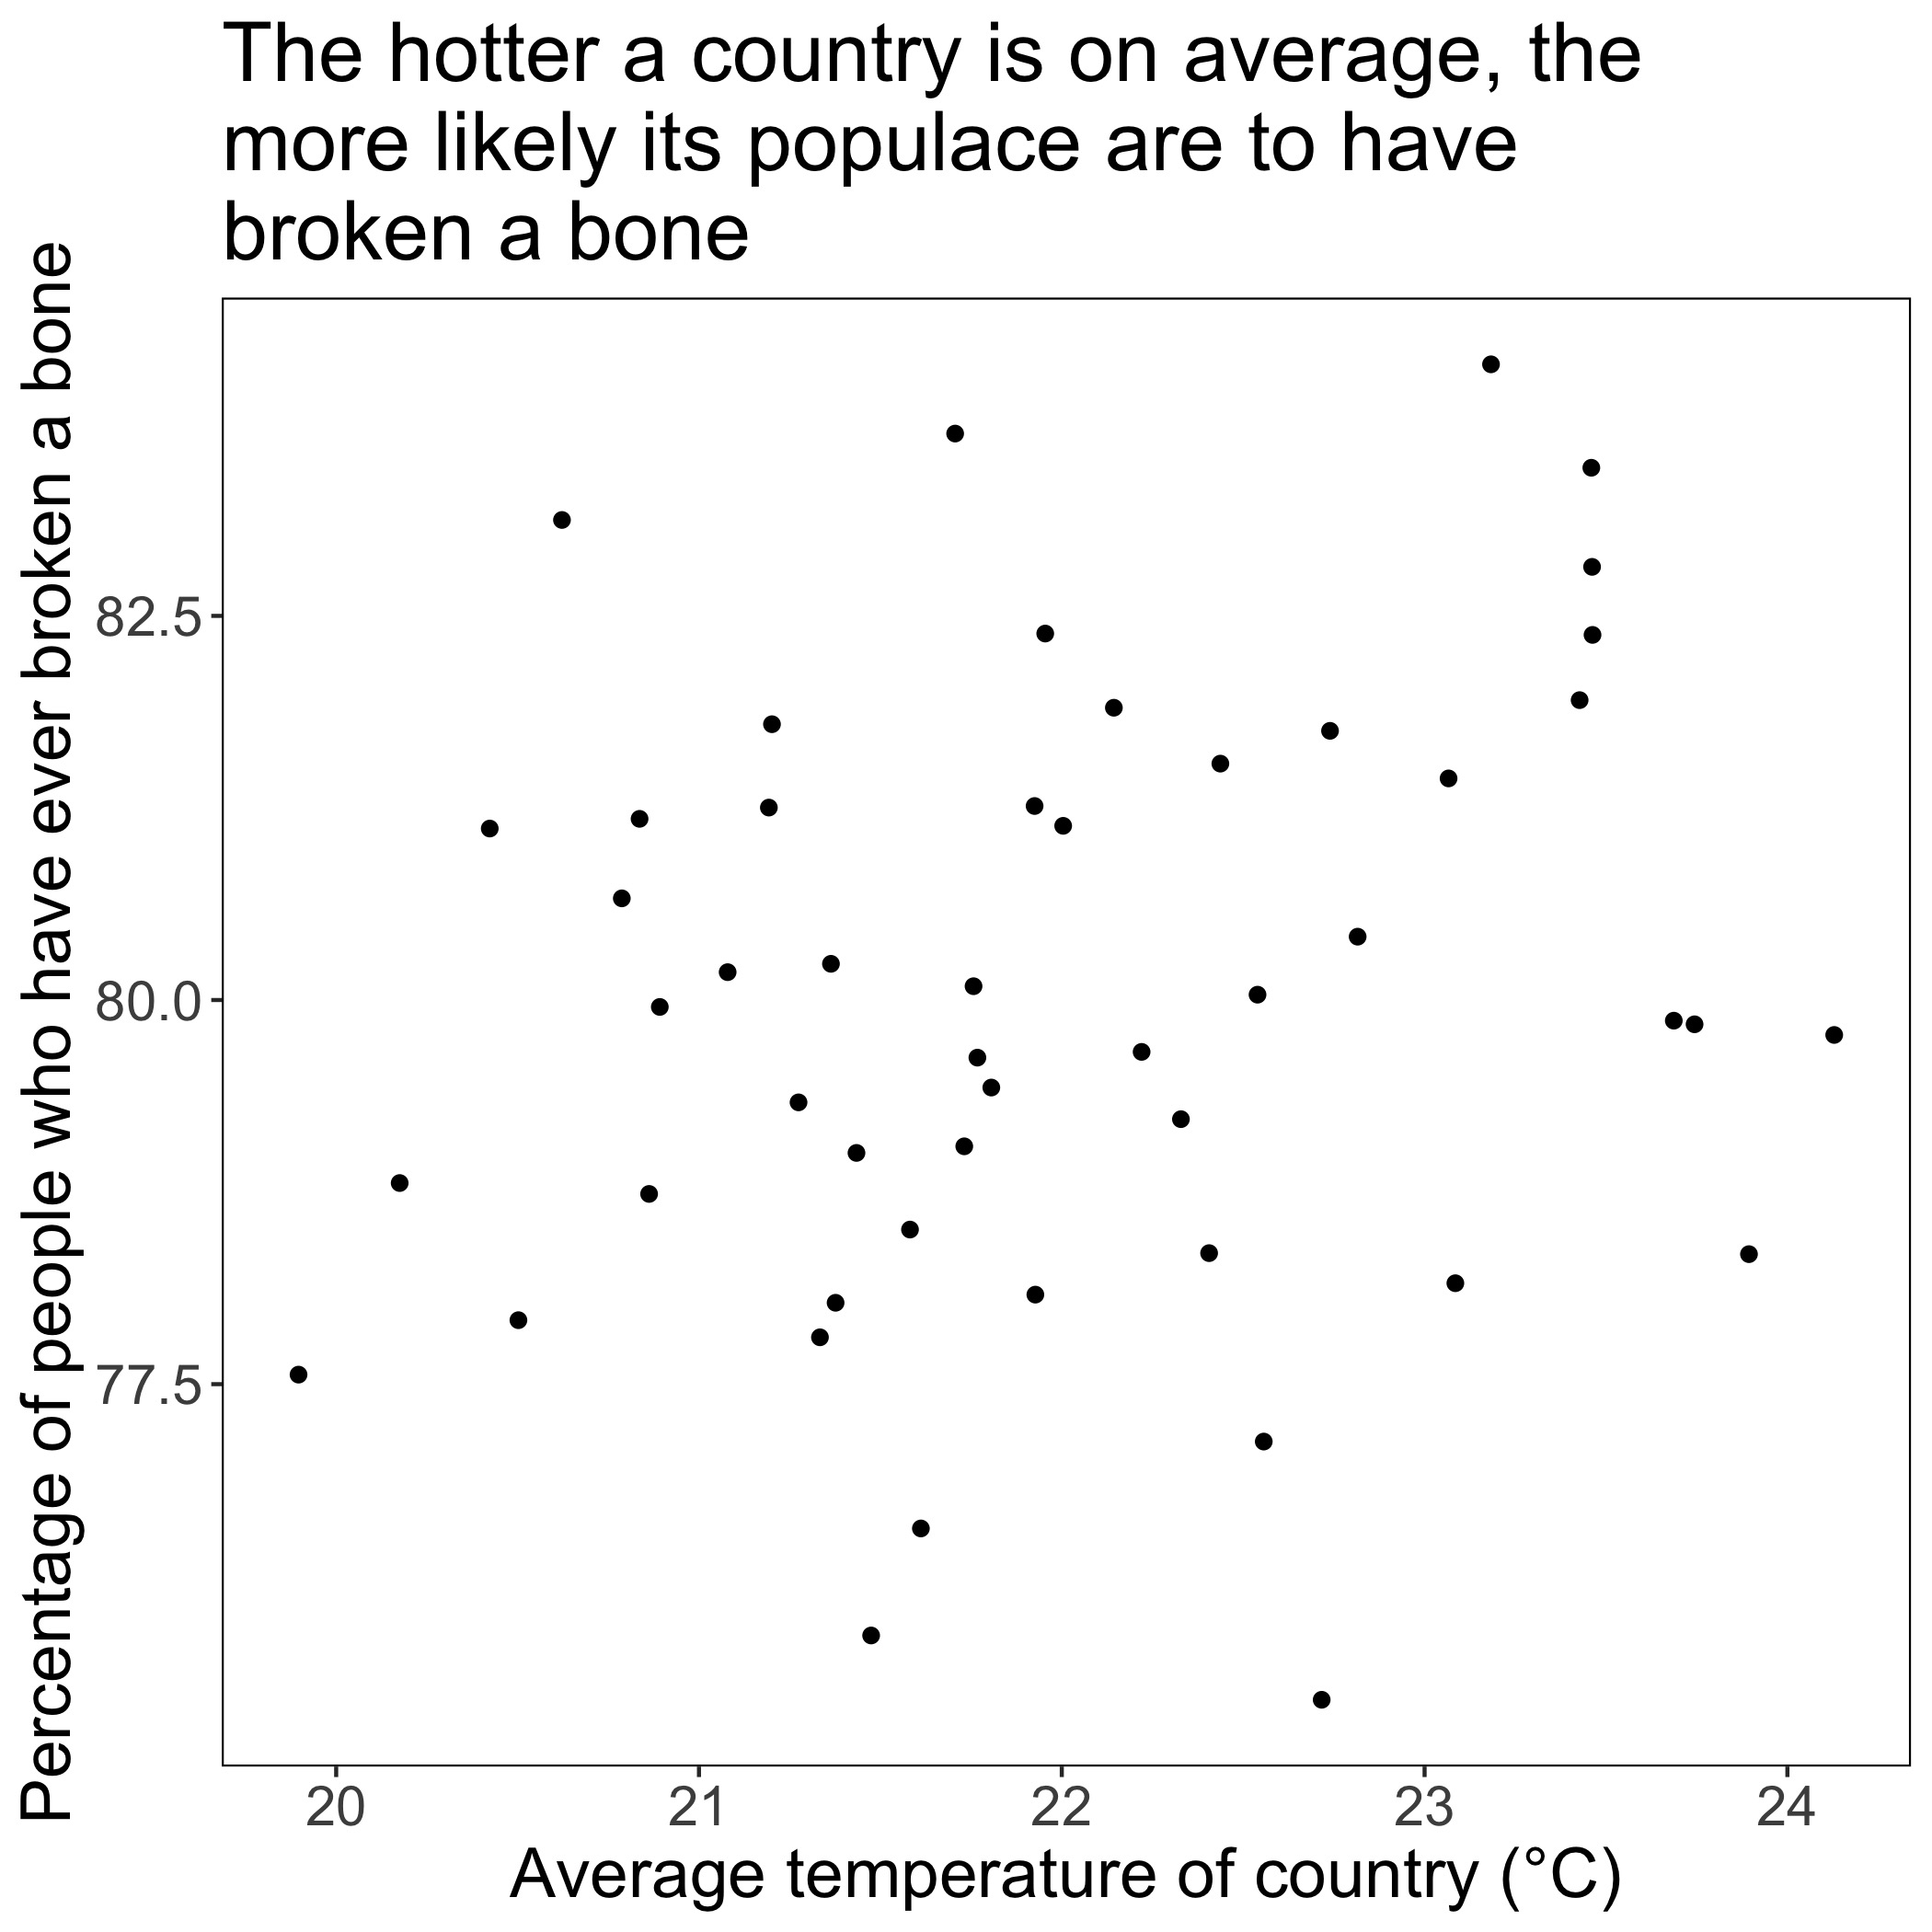 The hotter a country is on average, the
more likely its populace are to have
broken a bone
Percentage of people who have ever broken a bone
82.5
80.0
77.5
20
21
22
23
24
Average temperature of country (°C)